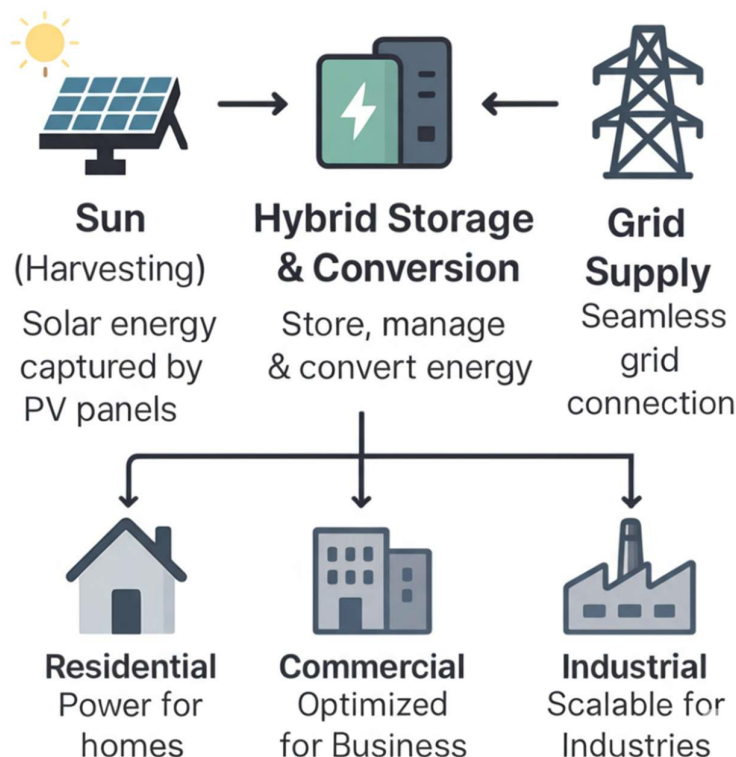 Sun
(Harvesting)
Solar energy
captured by
PV panels
Hybrid Storage
& Conversion
Store, manage
& convert energy
Grid
Supply
Seamless
grid
connection
Residential
Power for
homes
Commercial
Optimized
for Business
Industrial
Scalable for
Industries